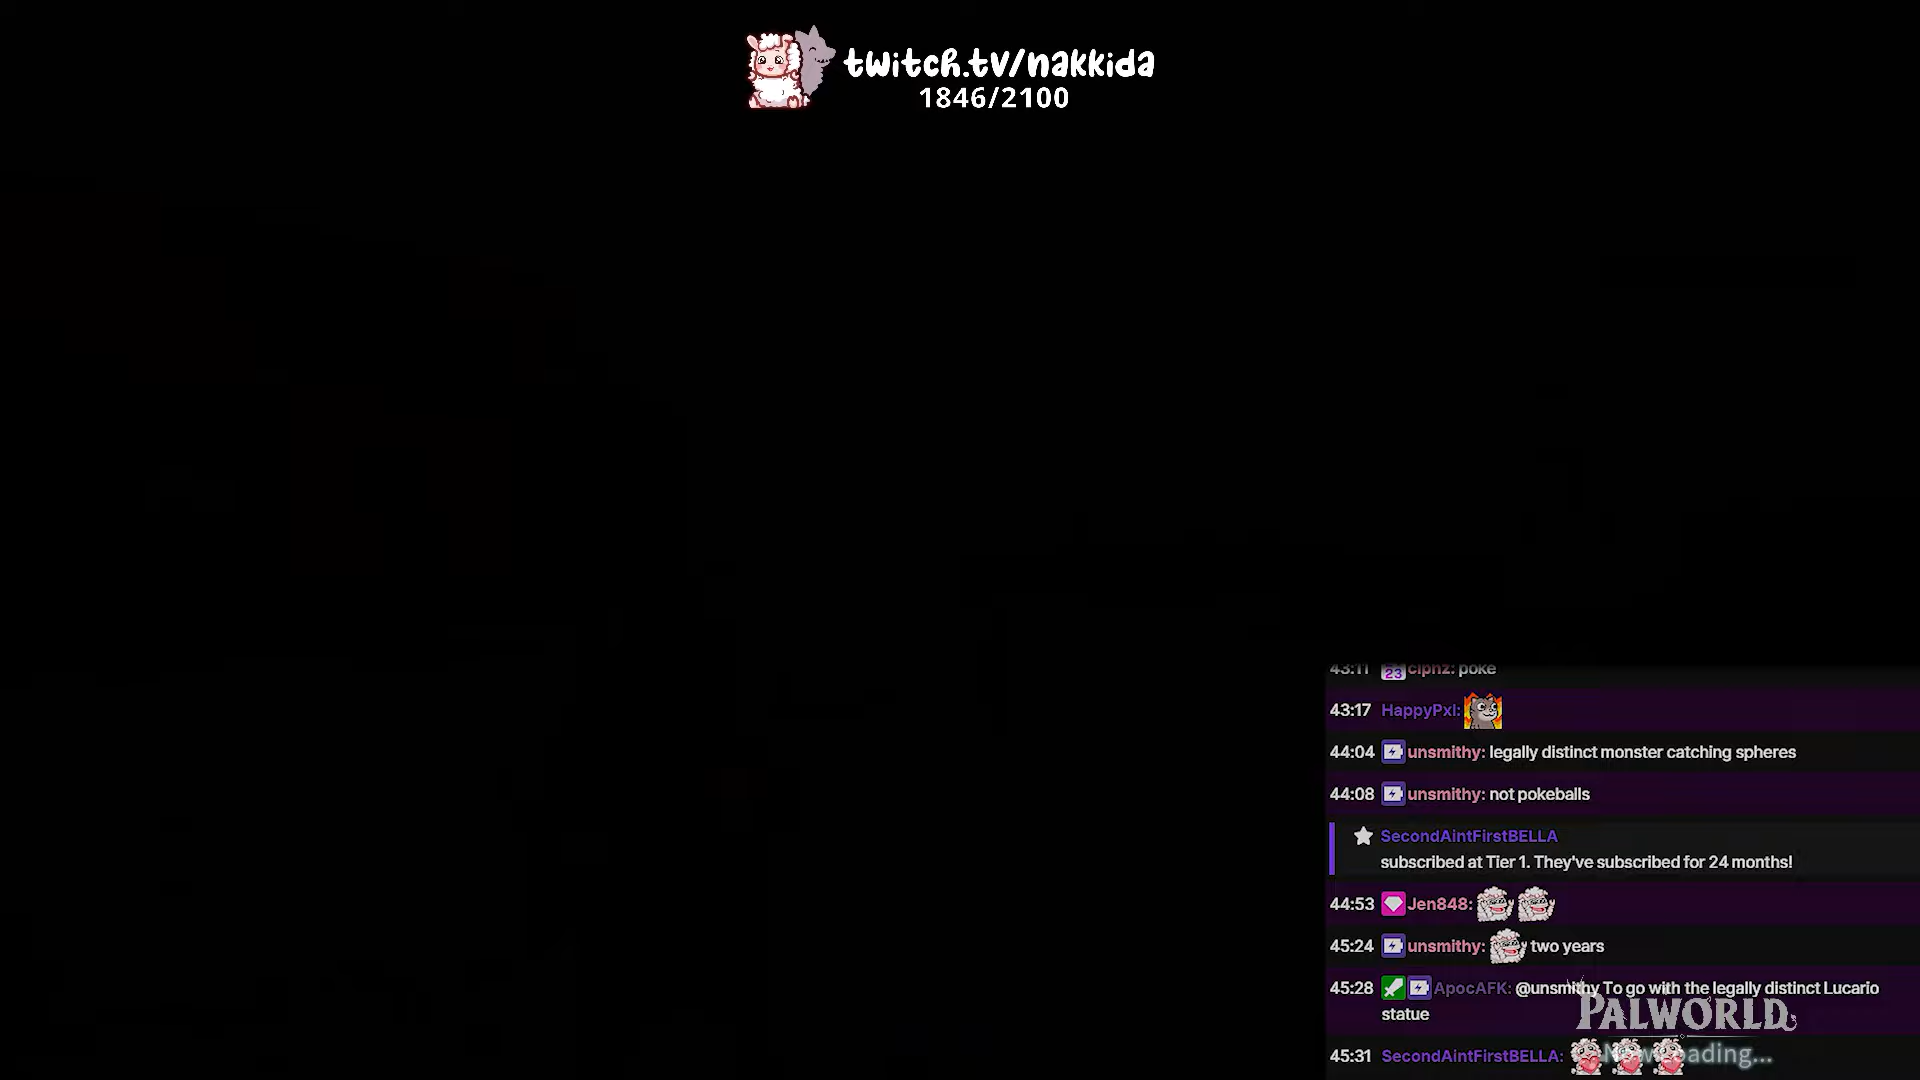 twitch.tv/nakkida
1846/2100
43:11 23 ciphz: poke
43:17 HappyPxl:
44:04 unsmithy: legally distinct monster catching spheres
44:08 unsmithy: not pokeballs
SecondAintFirstBELLA
subscribed at Tier 1. They've subscribed for 24 months!
44:53 Jen848:
45:24 unsmithy: two years
45:28 ApocAFK: @unsmithy To go with the legally distinct Lucario
statue
PALWORLD
45:31 SecondAintFirstBELLA:
Now Loading...